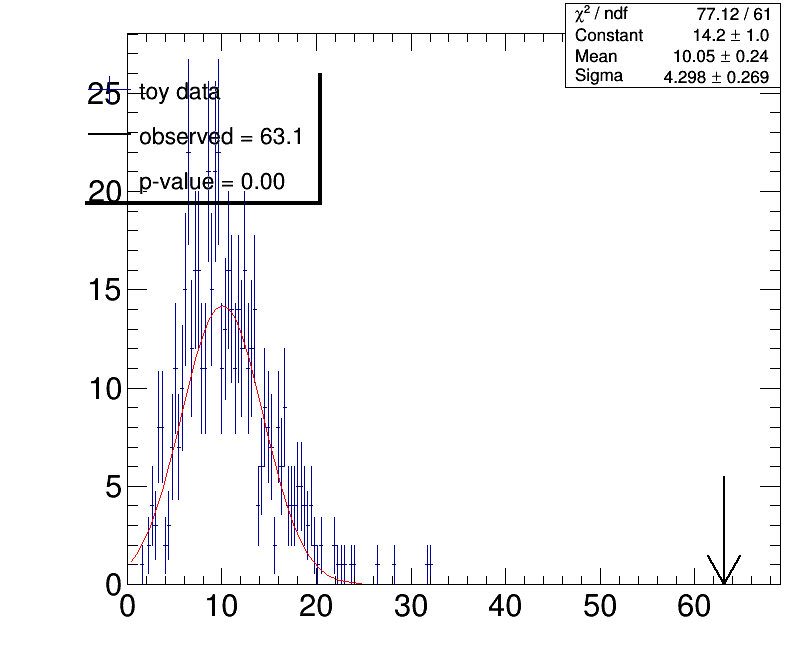 χ² / ndf 77.12 / 61
Constant 14.2 ± 1.0
Mean 10.05 ± 0.24
Sigma 4.298 ± 0.269
toy data
observed = 63.1
p-value = 0.00
25
20
15
10
5
0
0 10 20 30 40 50 60